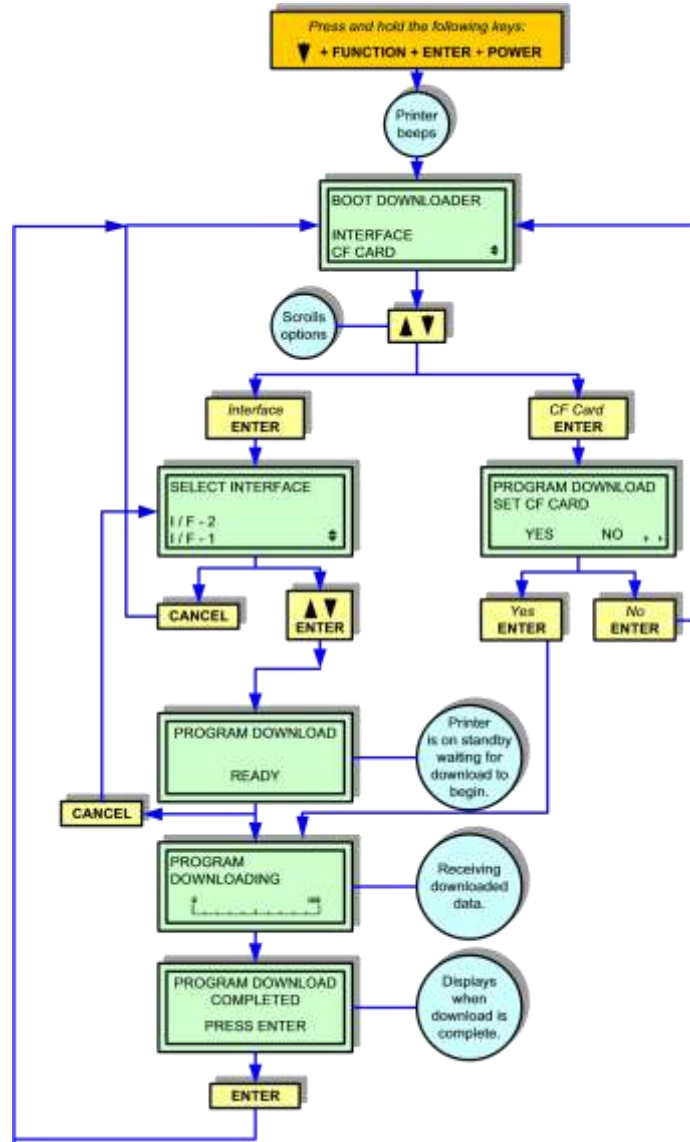 Press and hold the following keys:
▼ + FUNCTION + ENTER + POWER
Printer
beeps
BOOT DOWNLOADER
INTERFACE
CF CARD
Scrolls
options
▲ ▼
Interface
ENTER
CF Card
ENTER
SELECT INTERFACE
I / F - 2
I / F - 1
PROGRAM DOWNLOAD
SET CF CARD
YES NO
CANCEL
▲ ▼
ENTER
Yes
ENTER
No
ENTER
PROGRAM DOWNLOAD
READY
Printer
is on standby
waiting for
download to
begin.
CANCEL
PROGRAM
DOWNLOADING
Receiving
downloaded
data.
PROGRAM DOWNLOAD
COMPLETED
PRESS ENTER
Displays
when
download is
complete.
ENTER